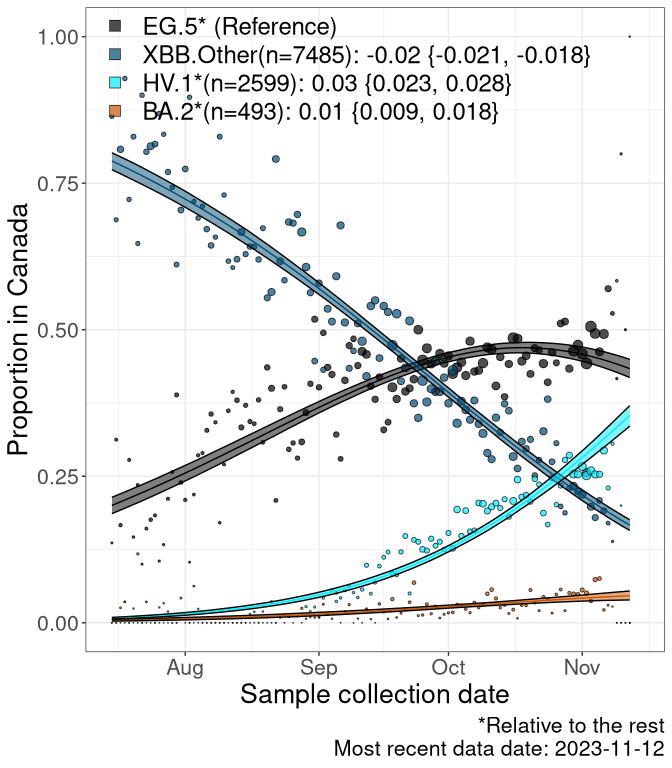 EG.5* (Reference)
XBB.Other(n=7485): -0.02 {-0.021, -0.018}
HV.1*(n=2599): 0.03 {0.023, 0.028}
BA.2*(n=493): 0.01 {0.009, 0.018}
Proportion in Canada
1.00
0.75
0.50
0.25
0.00
Aug Sep Oct Nov
Sample collection date
*Relative to the rest
Most recent data date: 2023-11-12